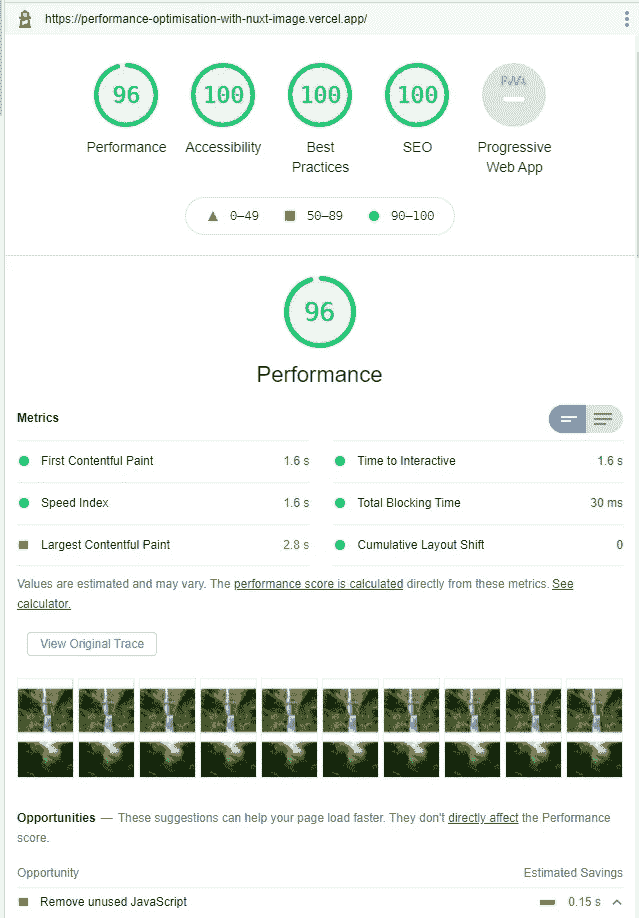 https://performance-optimisation-with-nuxt-image.vercel.app/
96 100 100 100 PWA
Performance Accessibility Best Practices SEO Progressive Web App
0–49 50–89 90–100
96
Performance
Metrics
First Contentful Paint 1.6 s
Time to Interactive 1.6 s
Speed Index 1.6 s
Total Blocking Time 30 ms
Largest Contentful Paint 2.8 s
Cumulative Layout Shift 0
Values are estimated and may vary. The performance score is calculated directly from these metrics. See
calculator.
View Original Trace
Opportunities — These suggestions can help your page load faster. They don't directly affect the Performance
score.
Opportunity Estimated Savings
Remove unused JavaScript 0.15 s